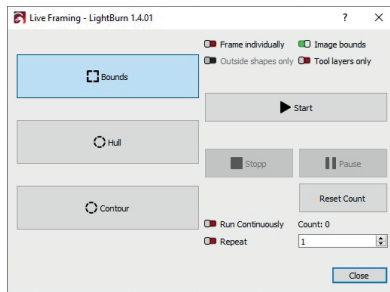 Live Framing - LightBurn 1.4.01
Frame individually Image bounds
Outside shapes only Tool layers only
Bounds
Start
Hull
Stopp Pause
Reset Count
Contour
Run Continuously Count: 0
Repeat 1
Close